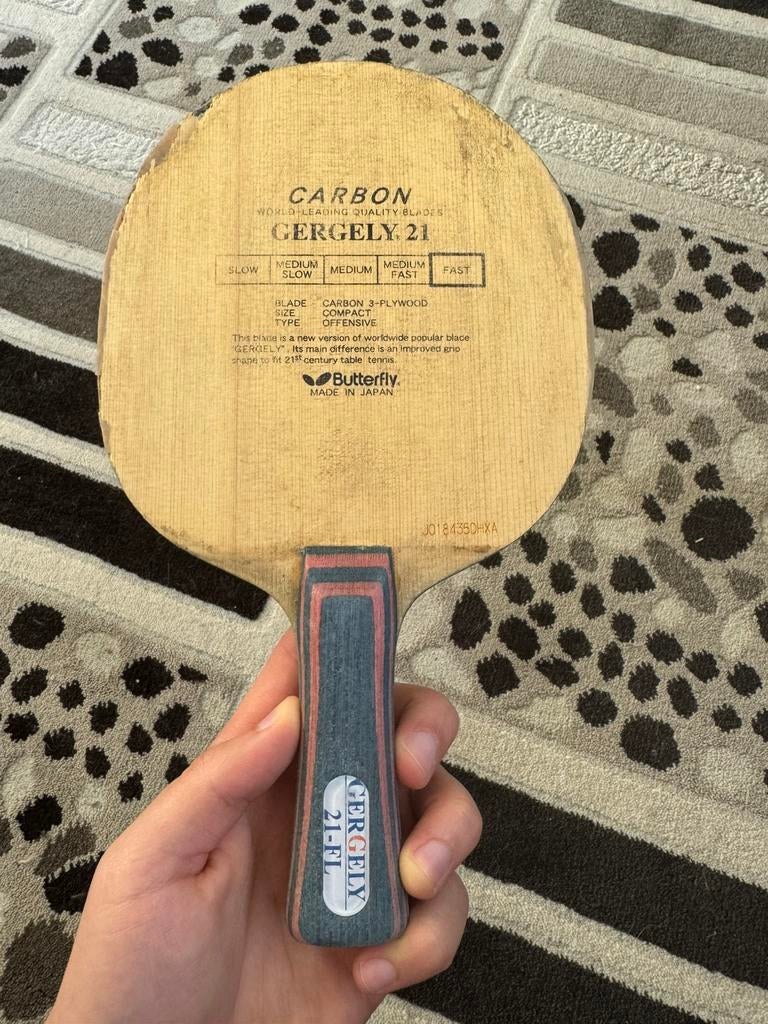 CARBON
WORLD-LEADING QUALITY BLADES
GERGELY 21
SLOW MEDIUM SLOW MEDIUM MEDIUM FAST FAST
BLADE CARBON 3-PLYWOOD
SIZE COMPACT
TYPE OFFENSIVE
This blade is a new version of worldwide popular blade
"GERGELY". Its main difference is an improved grip
shape to fit 21st century table tennis.
Butterfly
MADE IN JAPAN
GERGELY
21-FL